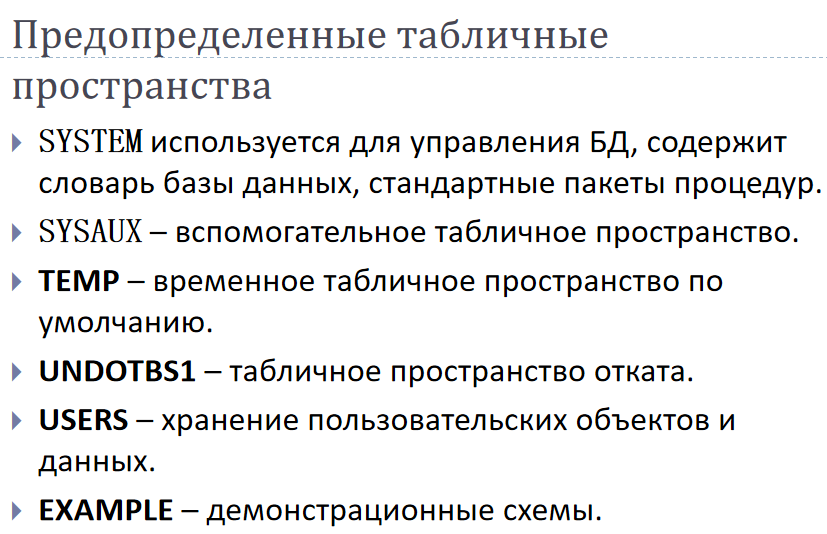 Предопределенные табличные
пространства
SYSTEM используется для управления БД, содержит
словарь базы данных, стандартные пакеты процедур.
SYSAUX – вспомогательное табличное пространство.
TEMP – временное табличное пространство по
умолчанию.
UNDOTBS1 – табличное пространство отката.
USERS – хранение пользовательских объектов и
данных.
EXAMPLE – демонстрационные схемы.